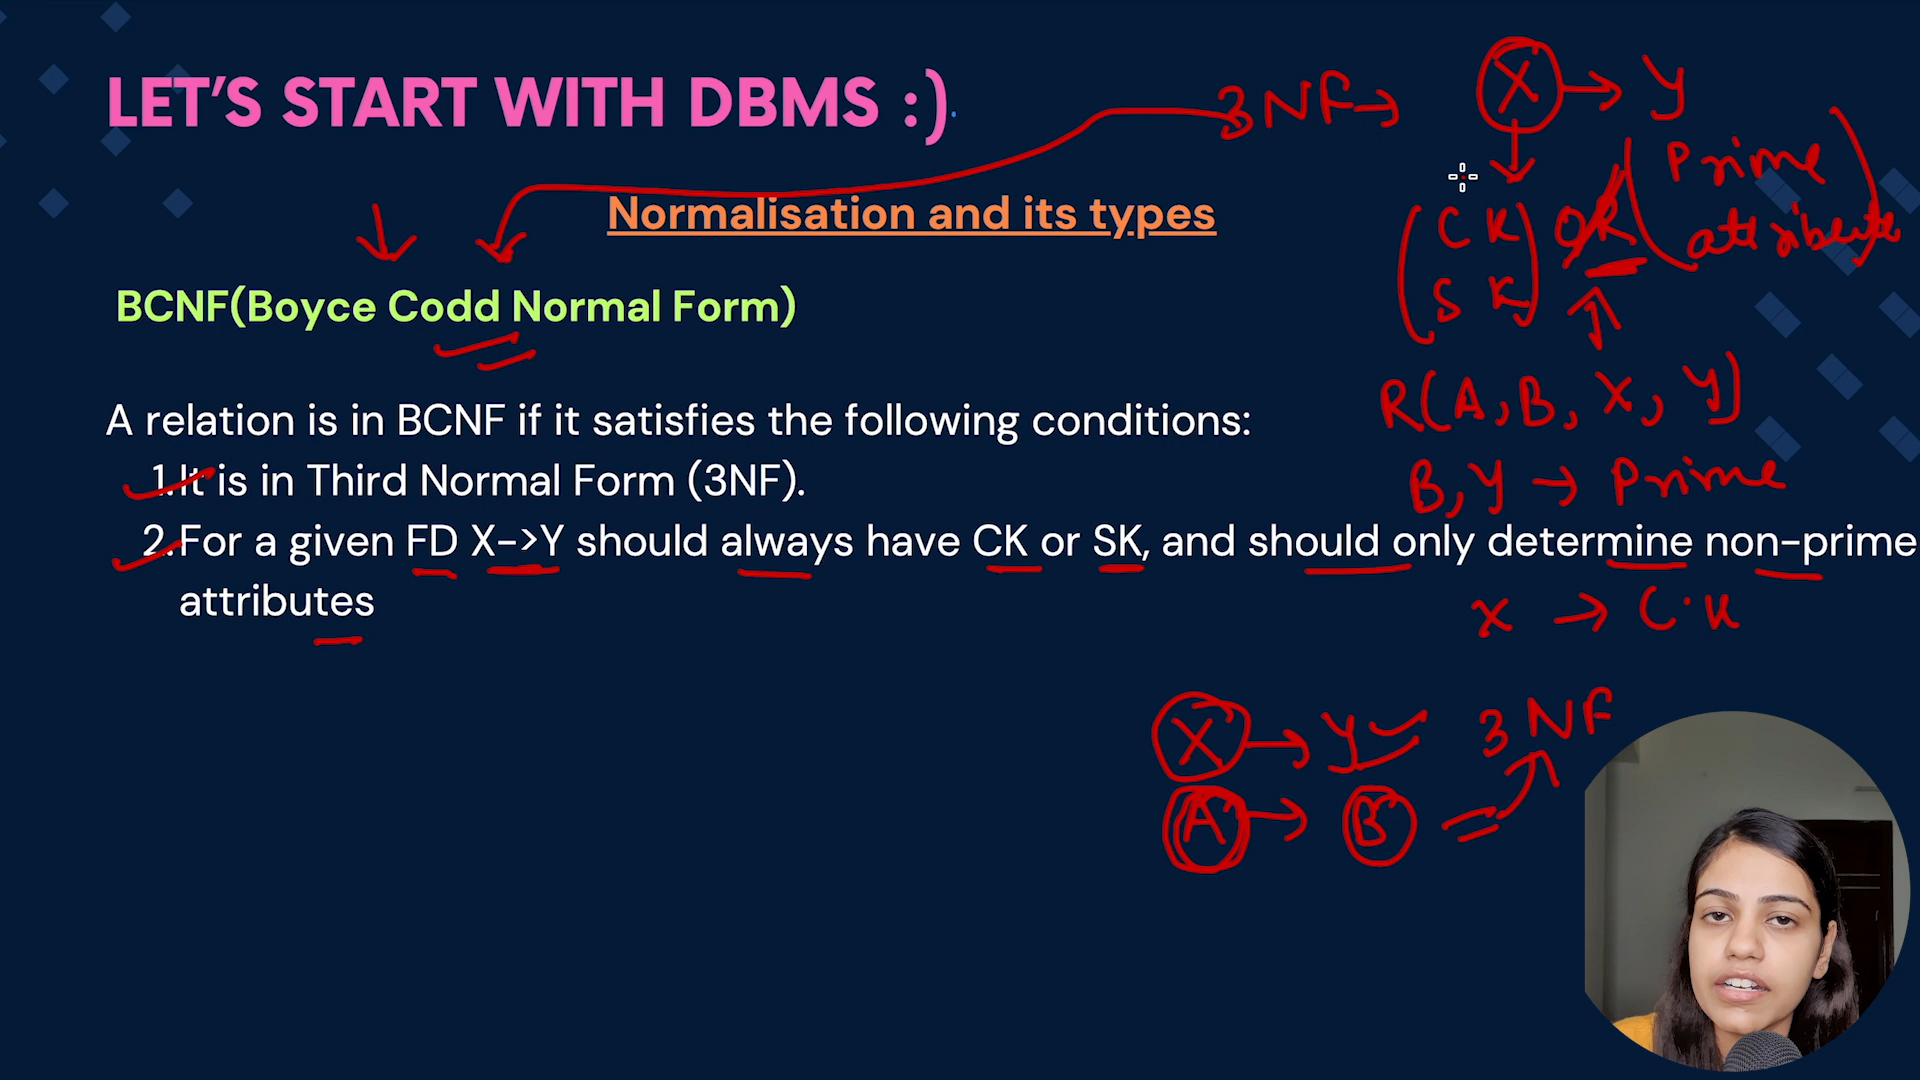 LET'S START WITH DBMS :)
3NF →
X → Y
Normalisation and its types
(CK
SK)
OR
(Prime
attribute)
BCNF(Boyce Codd Normal Form)
R(A, B, X, Y)
A relation is in BCNF if it satisfies the following conditions:
1.It is in Third Normal Form (3NF).
B, Y → Prime
2.For a given FD X->Y should always have CK or SK, and should only determine non-prime
attributes
X → C.K
X → Y
3NF
A → B